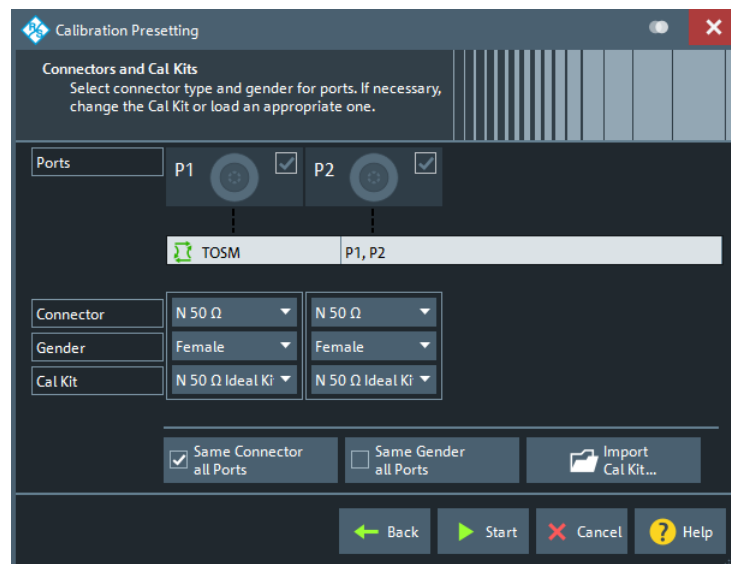 Calibration Presetting
Connectors and Cal Kits
Select connector type and gender for ports. If necessary,
change the Cal Kit or load an appropriate one.
Ports
P1
P2
TOSM
P1, P2
Connector
N 50 Ω
N 50 Ω
Gender
Female
Female
Cal Kit
N 50 Ω Ideal Ki
N 50 Ω Ideal Ki
Same Connector
all Ports
Same Gender
all Ports
Import
Cal Kit...
Back
Start
Cancel
Help